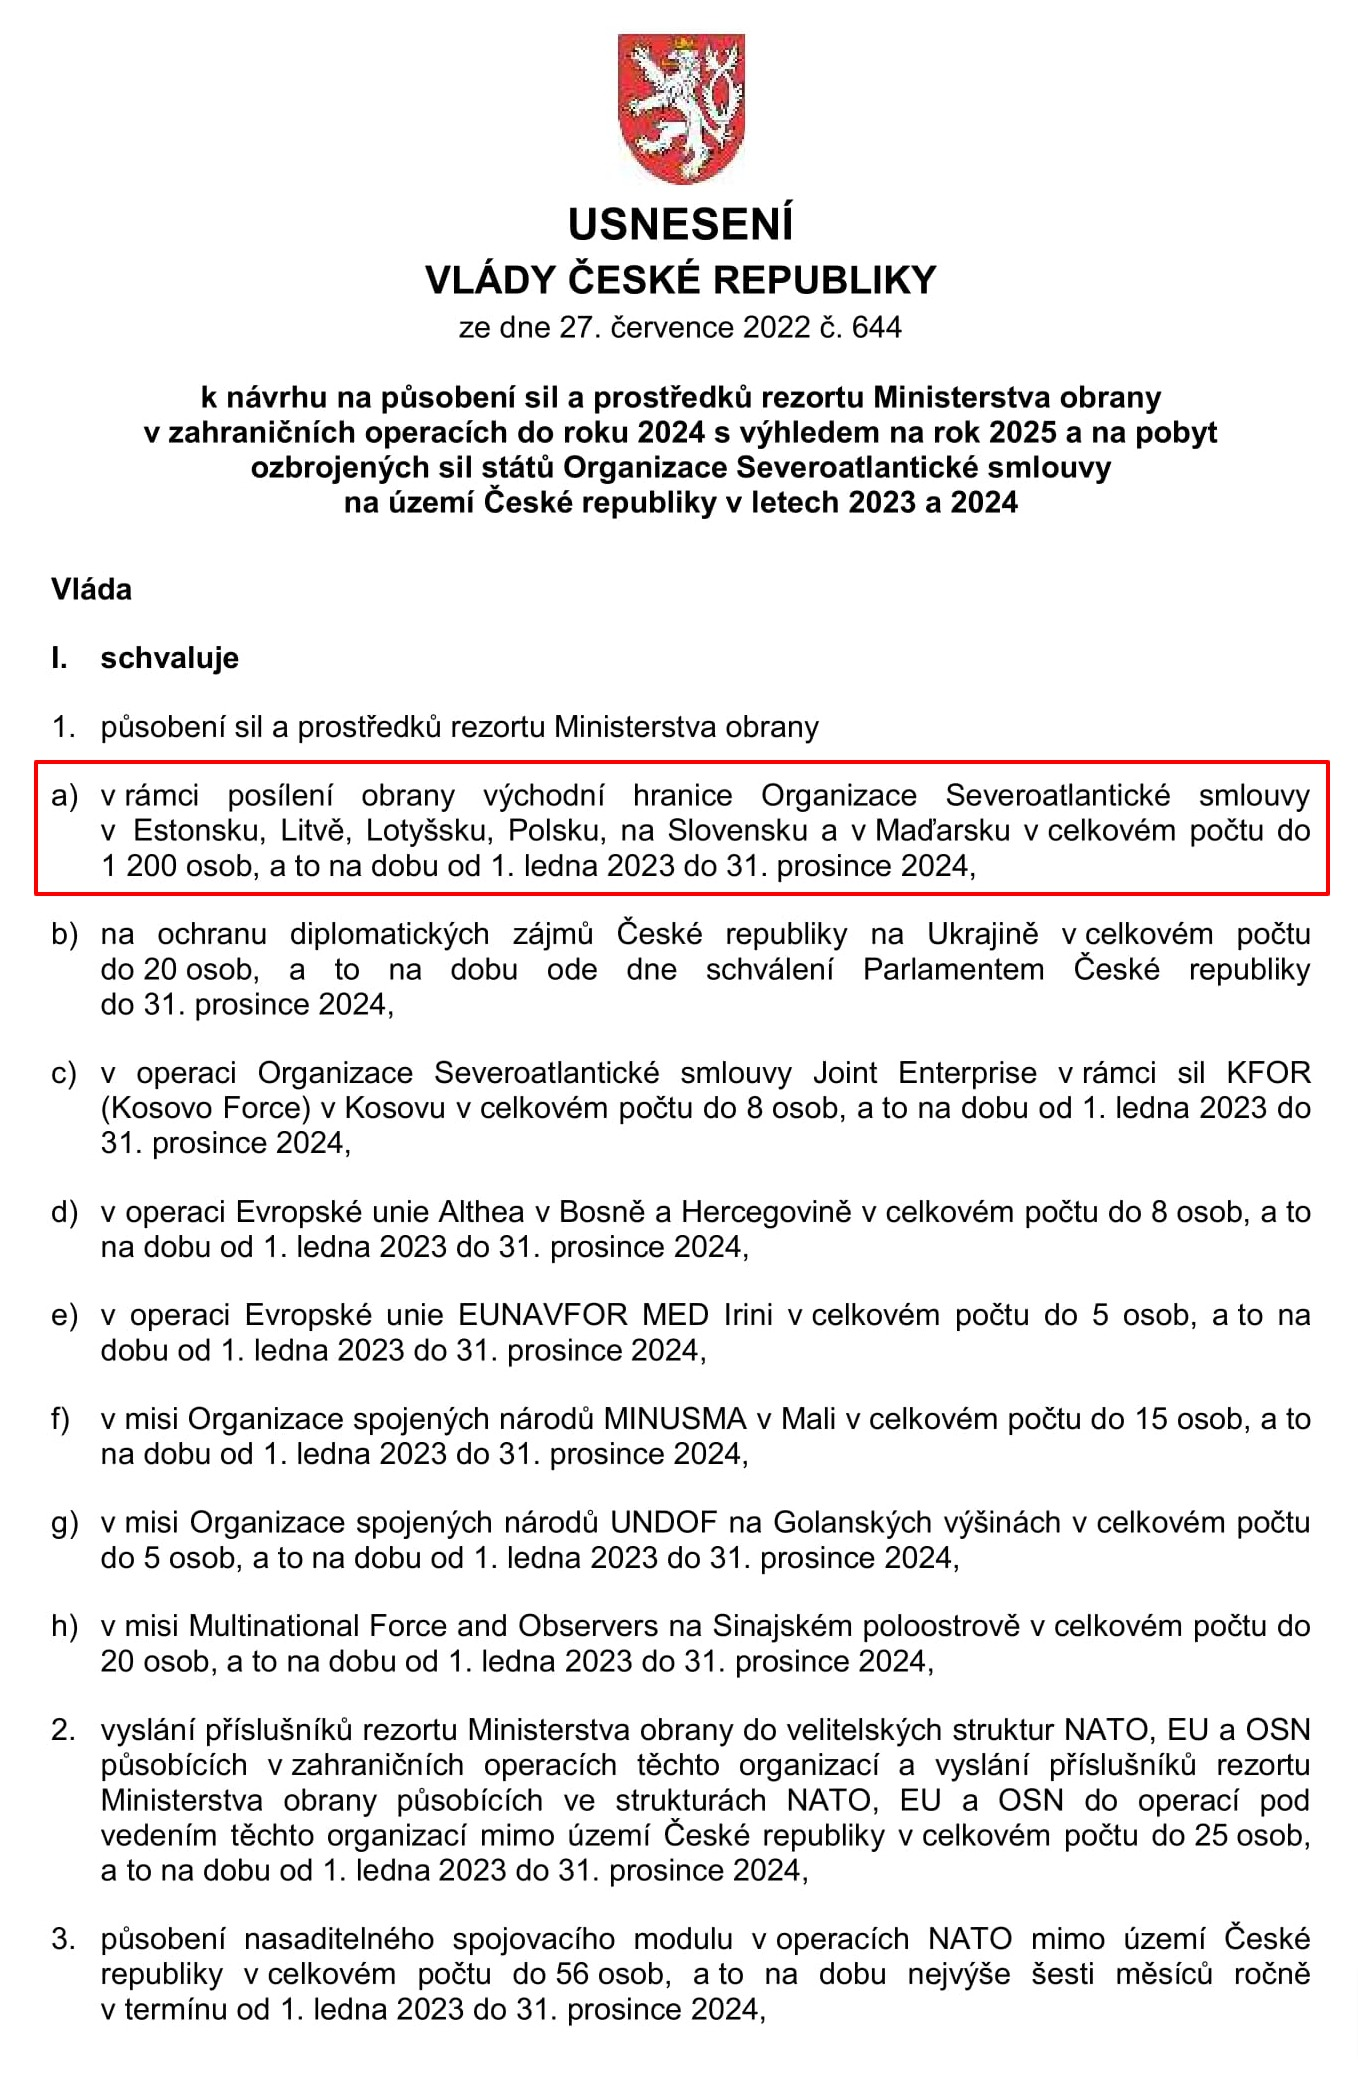 USNESENÍ
VLÁDY ČESKÉ REPUBLIKY
ze dne 27. července 2022 č. 644
k návrhu na působení sil a prostředků rezortu Ministerstva obrany
v zahraničních operacích do roku 2024 s výhledem na rok 2025 a na pobyt
ozbrojených sil států Organizace Severoatlantické smlouvy
na území České republiky v letech 2023 a 2024
Vláda
I. schvaluje
1. působení sil a prostředků rezortu Ministerstva obrany
a) v rámci posílení obrany východní hranice Organizace Severoatlantické smlouvy
v Estonsku, Litvě, Lotyšsku, Polsku, na Slovensku a v Maďarsku v celkovém počtu do
1 200 osob, a to na dobu od 1. ledna 2023 do 31. prosince 2024,
b) na ochranu diplomatických zájmů České republiky na Ukrajině v celkovém počtu
do 20 osob, a to na dobu ode dne schválení Parlamentem České republiky
do 31. prosince 2024,
c) v operaci Organizace Severoatlantické smlouvy Joint Enterprise v rámci sil KFOR
(Kosovo Force) v Kosovu v celkovém počtu do 8 osob, a to na dobu od 1. ledna 2023 do
31. prosince 2024,
d) v operaci Evropské unie Althea v Bosně a Hercegovině v celkovém počtu do 8 osob, a to
na dobu od 1. ledna 2023 do 31. prosince 2024,
e) v operaci Evropské unie EUNAVFOR MED Irini v celkovém počtu do 5 osob, a to na
dobu od 1. ledna 2023 do 31. prosince 2024,
f) v misi Organizace spojených národů MINUSMA v Mali v celkovém počtu do 15 osob, a to
na dobu od 1. ledna 2023 do 31. prosince 2024,
g) v misi Organizace spojených národů UNDOF na Golanských výšinách v celkovém počtu
do 5 osob, a to na dobu od 1. ledna 2023 do 31. prosince 2024,
h) v misi Multinational Force and Observers na Sinajském poloostrově v celkovém počtu do
20 osob, a to na dobu od 1. ledna 2023 do 31. prosince 2024,
2. vyslání příslušníků rezortu Ministerstva obrany do velitelských struktur NATO, EU a OSN
působících v zahraničních operacích těchto organizací a vyslání příslušníků rezortu
Ministerstva obrany působících ve strukturách NATO, EU a OSN do operací pod
vedením těchto organizací mimo území České republiky v celkovém počtu do 25 osob,
a to na dobu od 1. ledna 2023 do 31. prosince 2024,
3. působení nasaditelného spojovacího modulu v operacích NATO mimo území České
republiky v celkovém počtu do 56 osob, a to na dobu nejvýše šesti měsíců ročně
v termínu od 1. ledna 2023 do 31. prosince 2024,